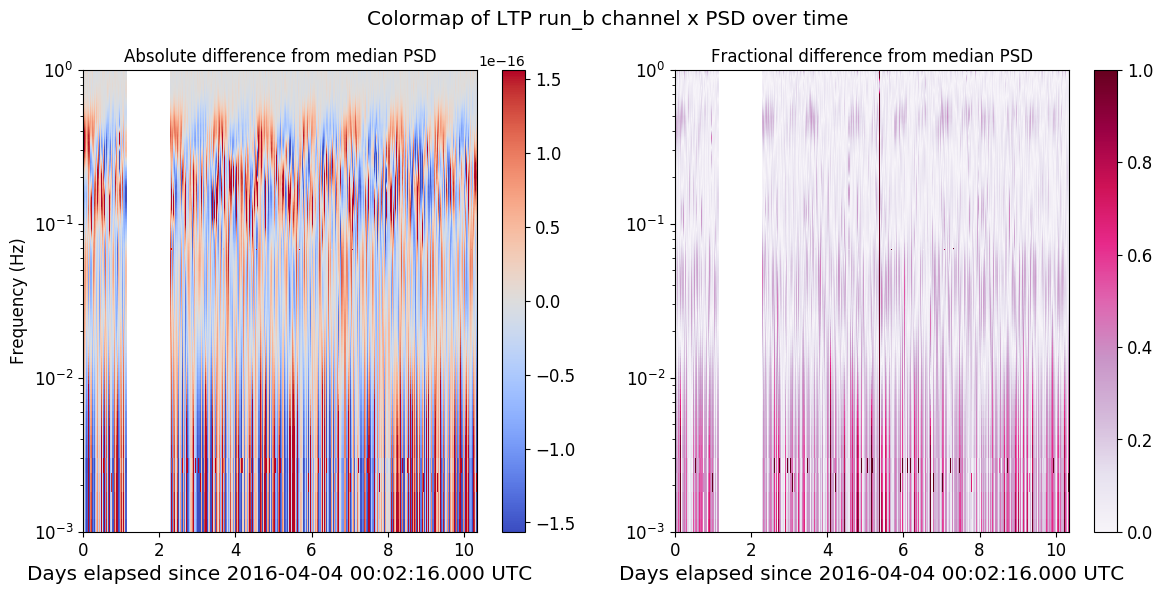 Colormap of LTP run_b channel x PSD over time
Absolute difference from median PSD
1e−16
Frequency (Hz)
10⁰
10⁻¹
10⁻²
10⁻³
0 2 4 6 8 10
Days elapsed since 2016-04-04 00:02:16.000 UTC
1.5
1.0
0.5
0.0
−0.5
−1.0
−1.5
Fractional difference from median PSD
10⁰
10⁻¹
10⁻²
10⁻³
0 2 4 6 8 10
Days elapsed since 2016-04-04 00:02:16.000 UTC
1.0
0.8
0.6
0.4
0.2
0.0